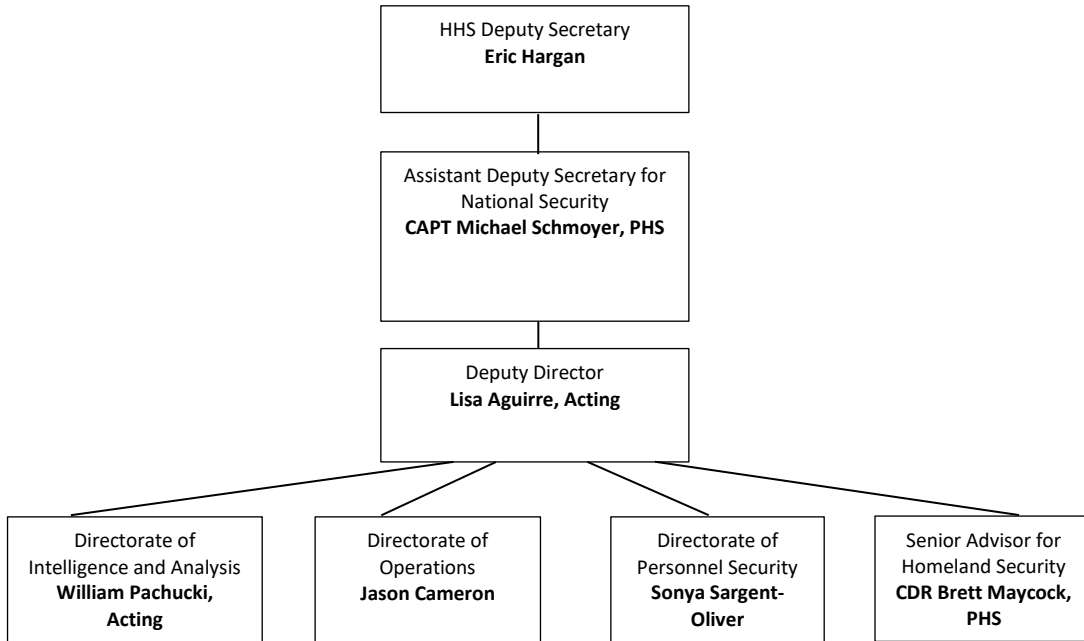 HHS Deputy Secretary
Eric Hargan
Assistant Deputy Secretary for
National Security
CAPT Michael Schmoyer, PHS
Deputy Director
Lisa Aguirre, Acting
Directorate of
Intelligence and Analysis
William Pachucki,
Acting
Directorate of
Operations
Jason Cameron
Directorate of
Personnel Security
Sonya Sargent-
Oliver
Senior Advisor for
Homeland Security
CDR Brett Maycock,
PHS